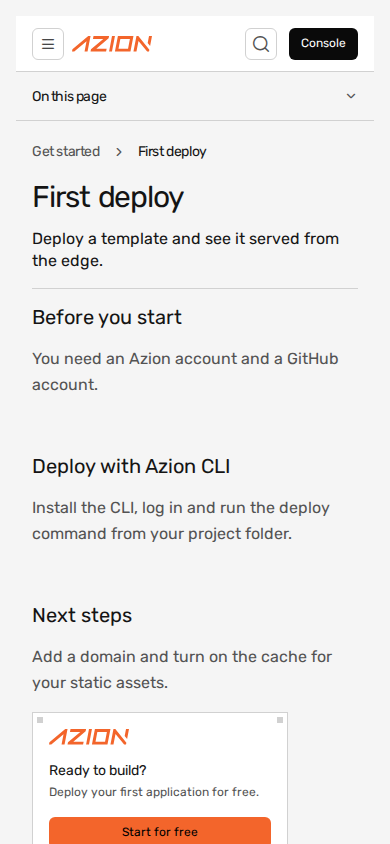 AZION
Console
On this page
Get started > First deploy
First deploy
Deploy a template and see it served from
the edge.
Before you start
You need an Azion account and a GitHub
account.
Deploy with Azion CLI
Install the CLI, log in and run the deploy
command from your project folder.
Next steps
Add a domain and turn on the cache for
your static assets.
AZION
Ready to build?
Deploy your first application for free.
Start for free